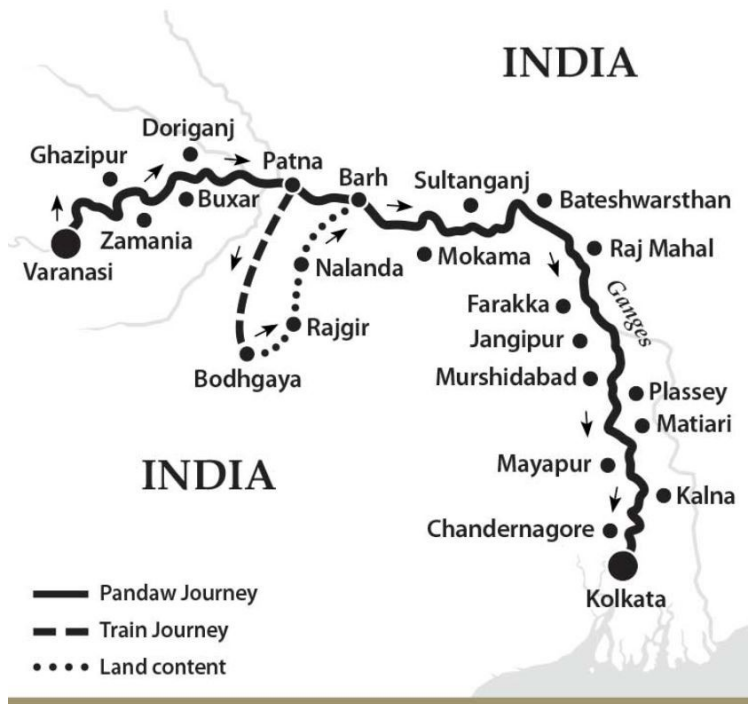 INDIA
Doriganj
Ghazipur
Patna
Barh
Sultanganj
Bateshwarsthan
Buxar
Zamania
Varanasi
Mokama
Raj Mahal
Nalanda
Ganges
Farakka
Rajgir
Jangipur
Bodhgaya
Murshidabad
Plassey
Matiari
INDIA
Mayapur
Kalna
Chandernagore
Kolkata
Pandaw Journey
Train Journey
Land content